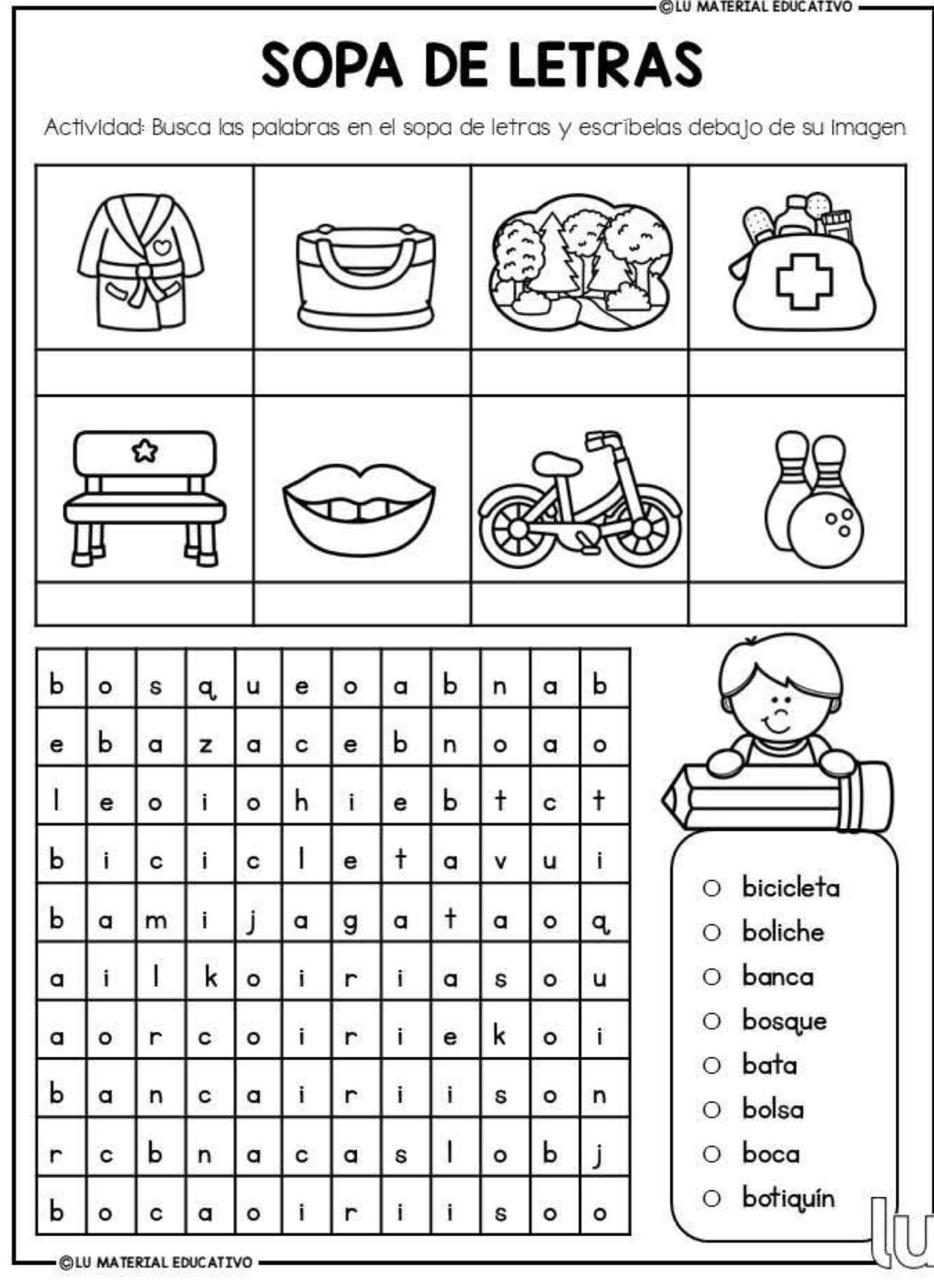 ©LU MATERIAL EDUCATIVO
SOPA DE LETRAS
Actividad: Busca las palabras en el sopa de letras y escríbelas debajo de su imagen.
b o s q u e o a b n a b
e b a z a c e b n o a o
l e o i o h i e b t c t
b i c i c l e t a v u i
b a m i j a g a t a o q
a i l k o i r i a s o u
a o r c o i r i e k o i
b a n c a i r i i s o n
r c b n a c a s l o b j
b o c a o i r i i s o o
bicicleta
boliche
banca
bosque
bata
bolsa
boca
botiquín
lu
©LU MATERIAL EDUCATIVO